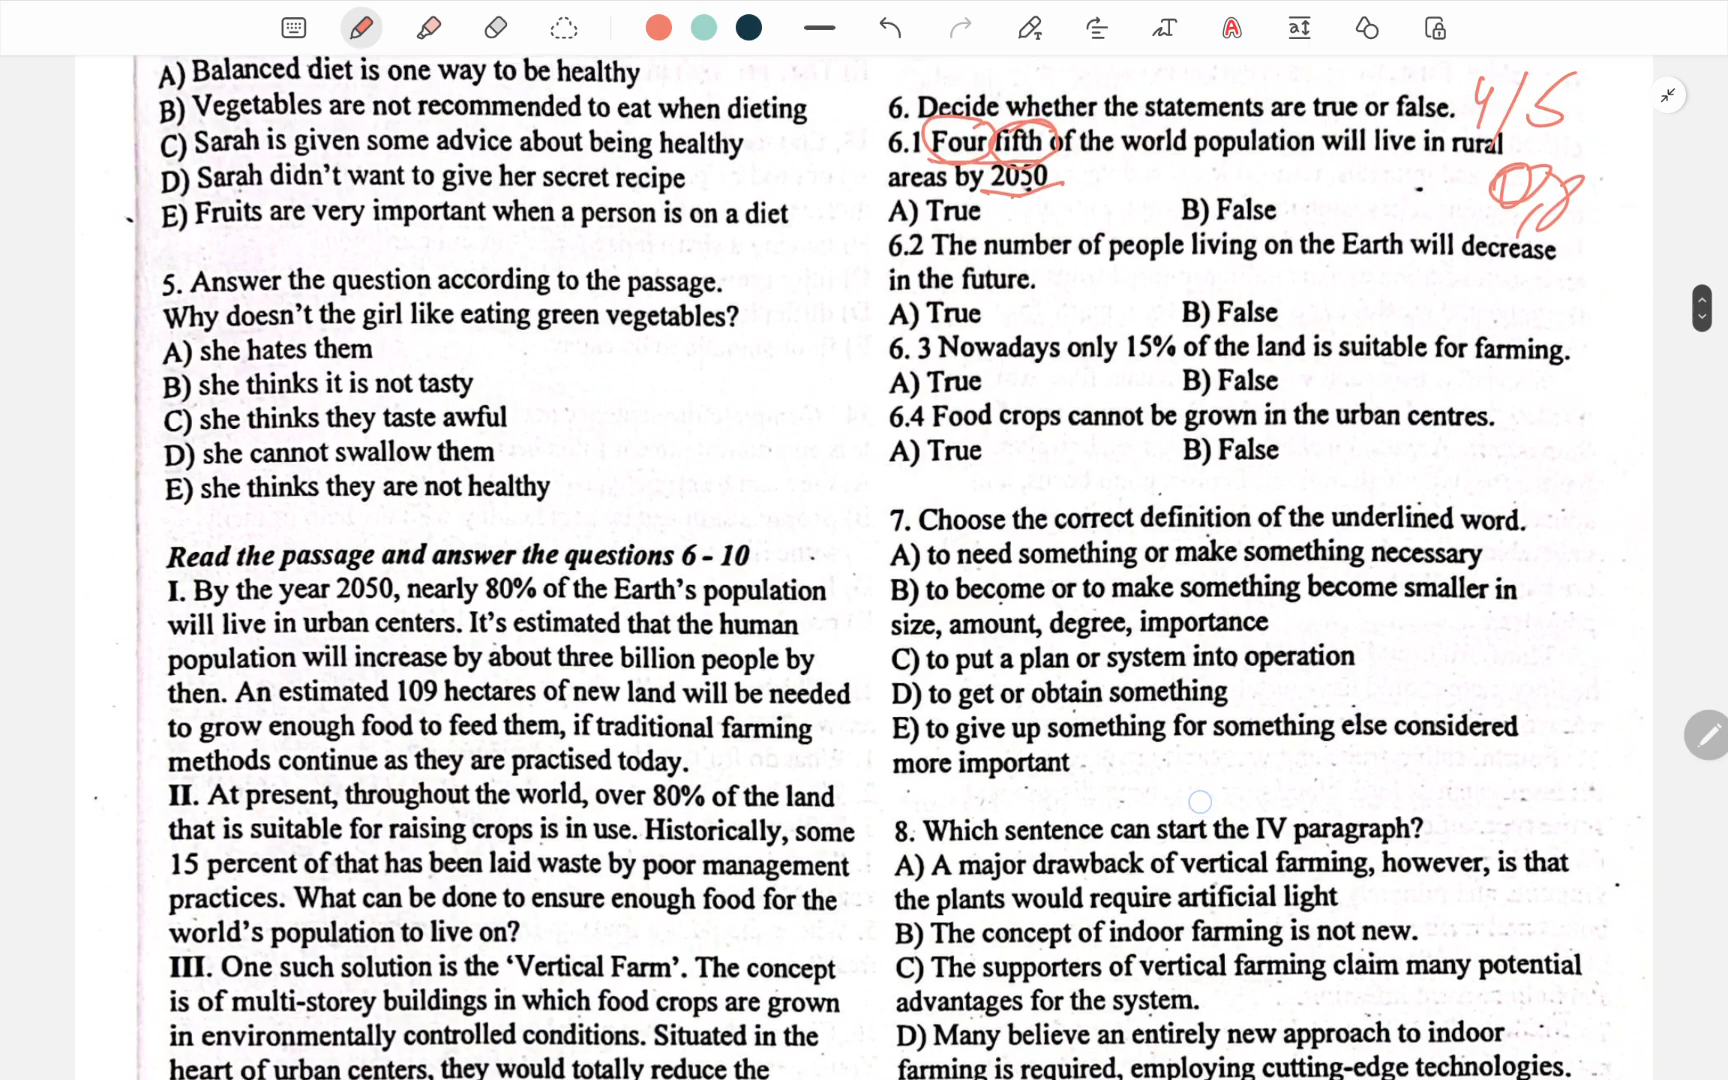 A) Balanced diet is one way to be healthy
B) Vegetables are not recommended to eat when dieting
C) Sarah is given some advice about being healthy
D) Sarah didn't want to give her secret recipe
E) Fruits are very important when a person is on a diet
5. Answer the question according to the passage.
Why doesn't the girl like eating green vegetables?
A) she hates them
B) she thinks it is not tasty
C) she thinks they taste awful
D) she cannot swallow them
E) she thinks they are not healthy
Read the passage and answer the questions 6 - 10
I. By the year 2050, nearly 80% of the Earth's population
will live in urban centers. It's estimated that the human
population will increase by about three billion people by
then. An estimated 109 hectares of new land will be needed
to grow enough food to feed them, if traditional farming
methods continue as they are practised today.
II. At present, throughout the world, over 80% of the land
that is suitable for raising crops is in use. Historically, some
15 percent of that has been laid waste by poor management
practices. What can be done to ensure enough food for the
world's population to live on?
III. One such solution is the 'Vertical Farm'. The concept
is of multi-storey buildings in which food crops are grown
in environmentally controlled conditions. Situated in the
heart of urban centers, they would totally reduce the
6. Decide whether the statements are true or false.
4/5
6.1 Four fifth of the world population will live in rural
areas by 2050
0,8
A) True B) False
6.2 The number of people living on the Earth will decrease
in the future.
A) True B) False
6. 3 Nowadays only 15% of the land is suitable for farming.
A) True B) False
6.4 Food crops cannot be grown in the urban centres.
A) True B) False
7. Choose the correct definition of the underlined word.
A) to need something or make something necessary
B) to become or to make something become smaller in
size, amount, degree, importance
C) to put a plan or system into operation
D) to get or obtain something
E) to give up something for something else considered
more important
8. Which sentence can start the IV paragraph?
A) A major drawback of vertical farming, however, is that
the plants would require artificial light
B) The concept of indoor farming is not new.
C) The supporters of vertical farming claim many potential
advantages for the system.
D) Many believe an entirely new approach to indoor
farming is required, employing cutting-edge technologies.